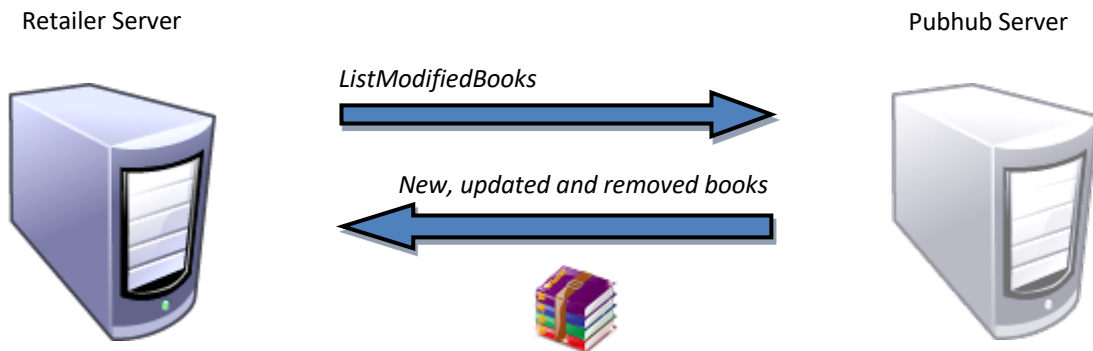 Retailer Server
Pubhub Server
ListModifiedBooks
New, updated and removed books